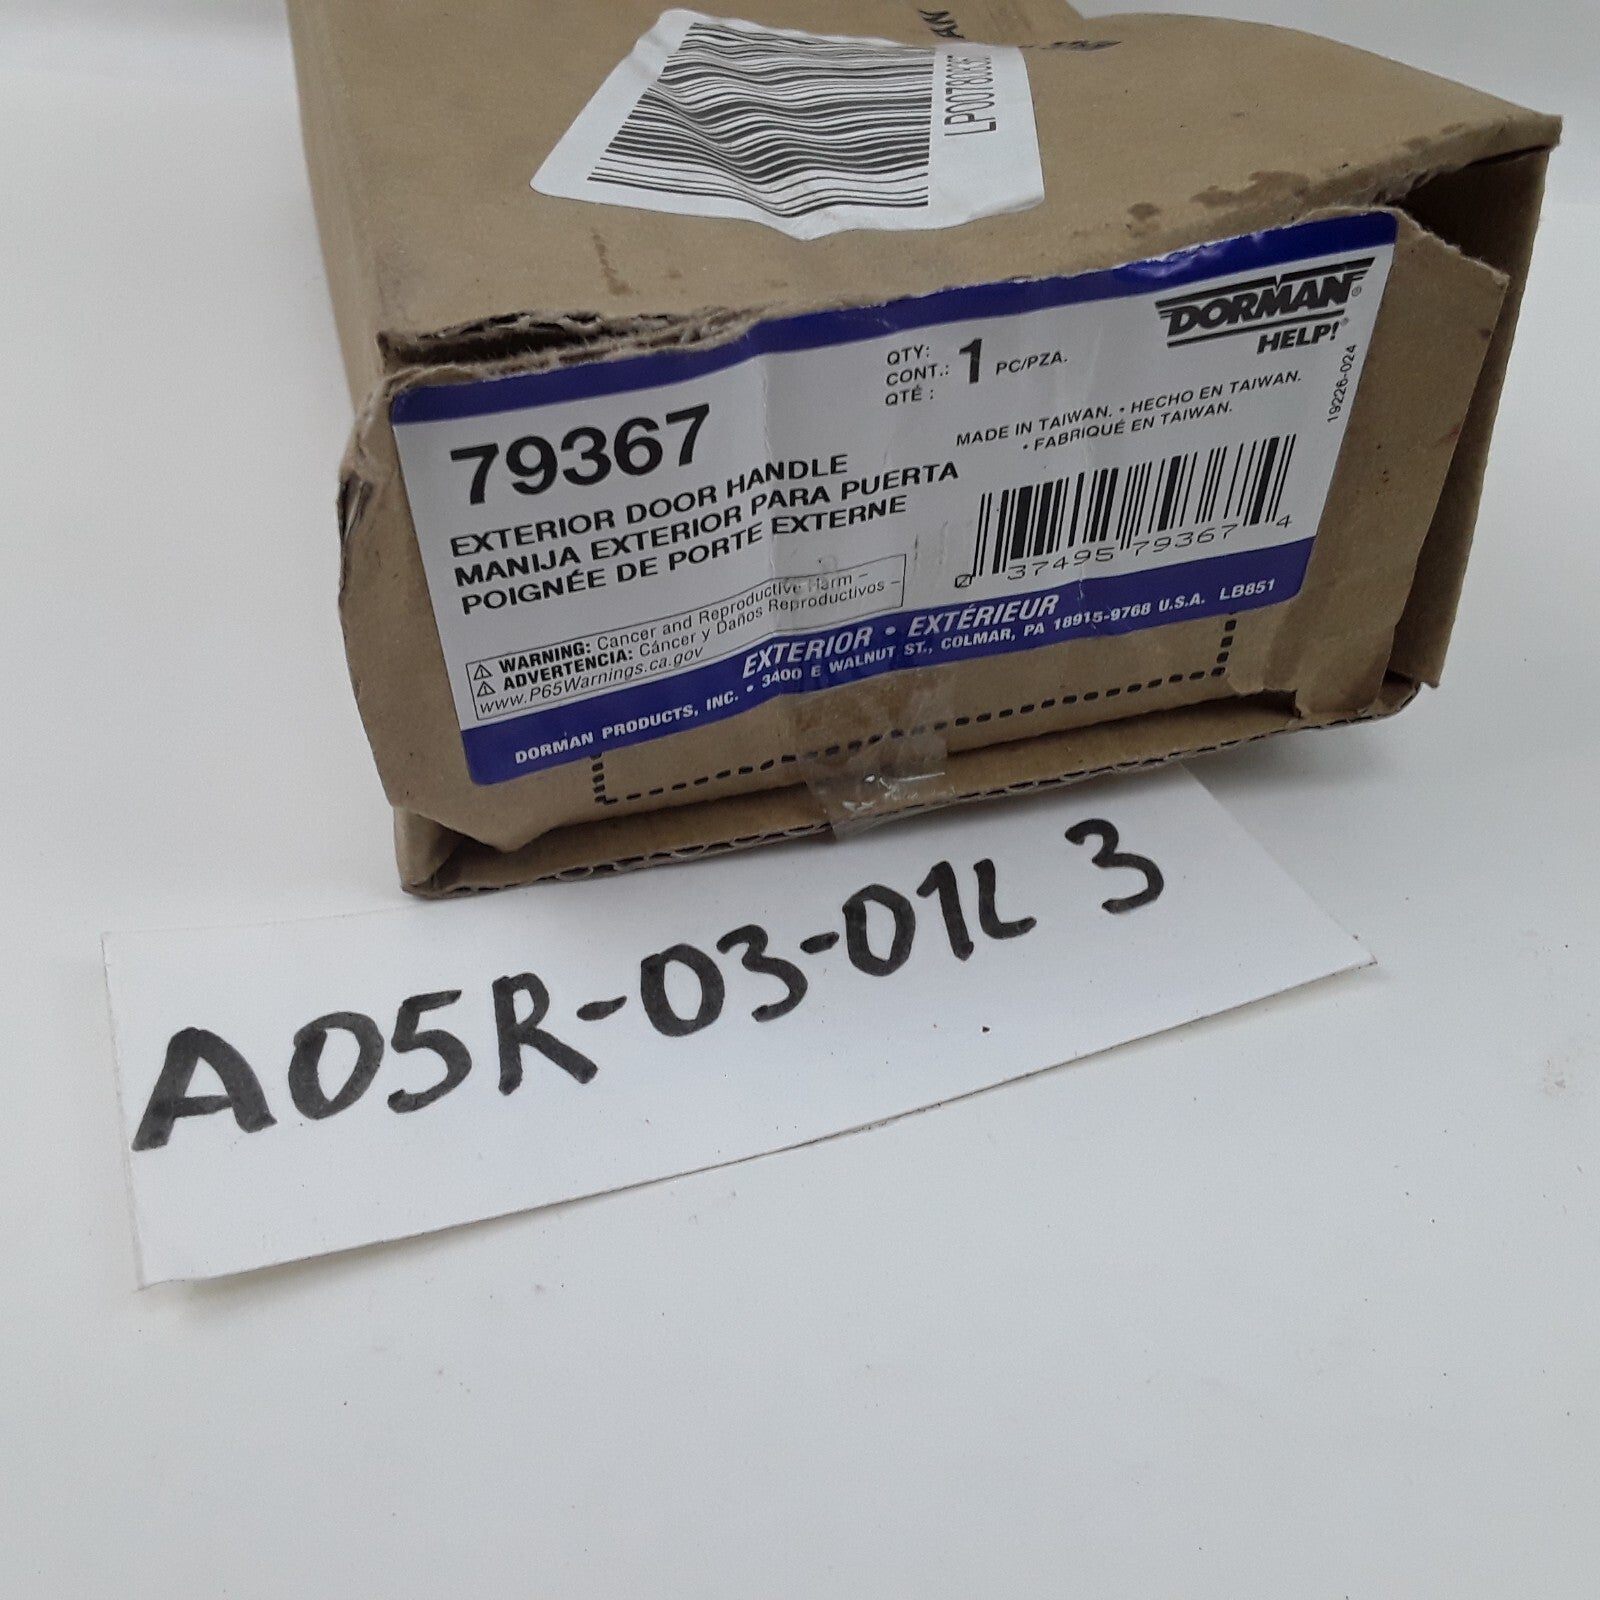 DORMAN®
HELP!®
19226-024
79367
QTY:
CONT.: 1 PC/PZA.
QTÉ :
MADE IN TAIWAN. • HECHO EN TAIWAN.
• FABRIQUÉ EN TAIWAN.
EXTERIOR DOOR HANDLE
MANIJA EXTERIOR PARA PUERTA
POIGNÉE DE PORTE EXTERNE
0 37495 79367 4
⚠ WARNING: Cancer and Reproductive Harm –
⚠ ADVERTENCIA: Cáncer y Daños Reproductivos –
www.P65Warnings.ca.gov
EXTERIOR • EXTÉRIEUR
DORMAN PRODUCTS, INC. • 3400 E WALNUT ST., COLMAR, PA 18915-9768 U.S.A. LB851
A05R-03-01L 3